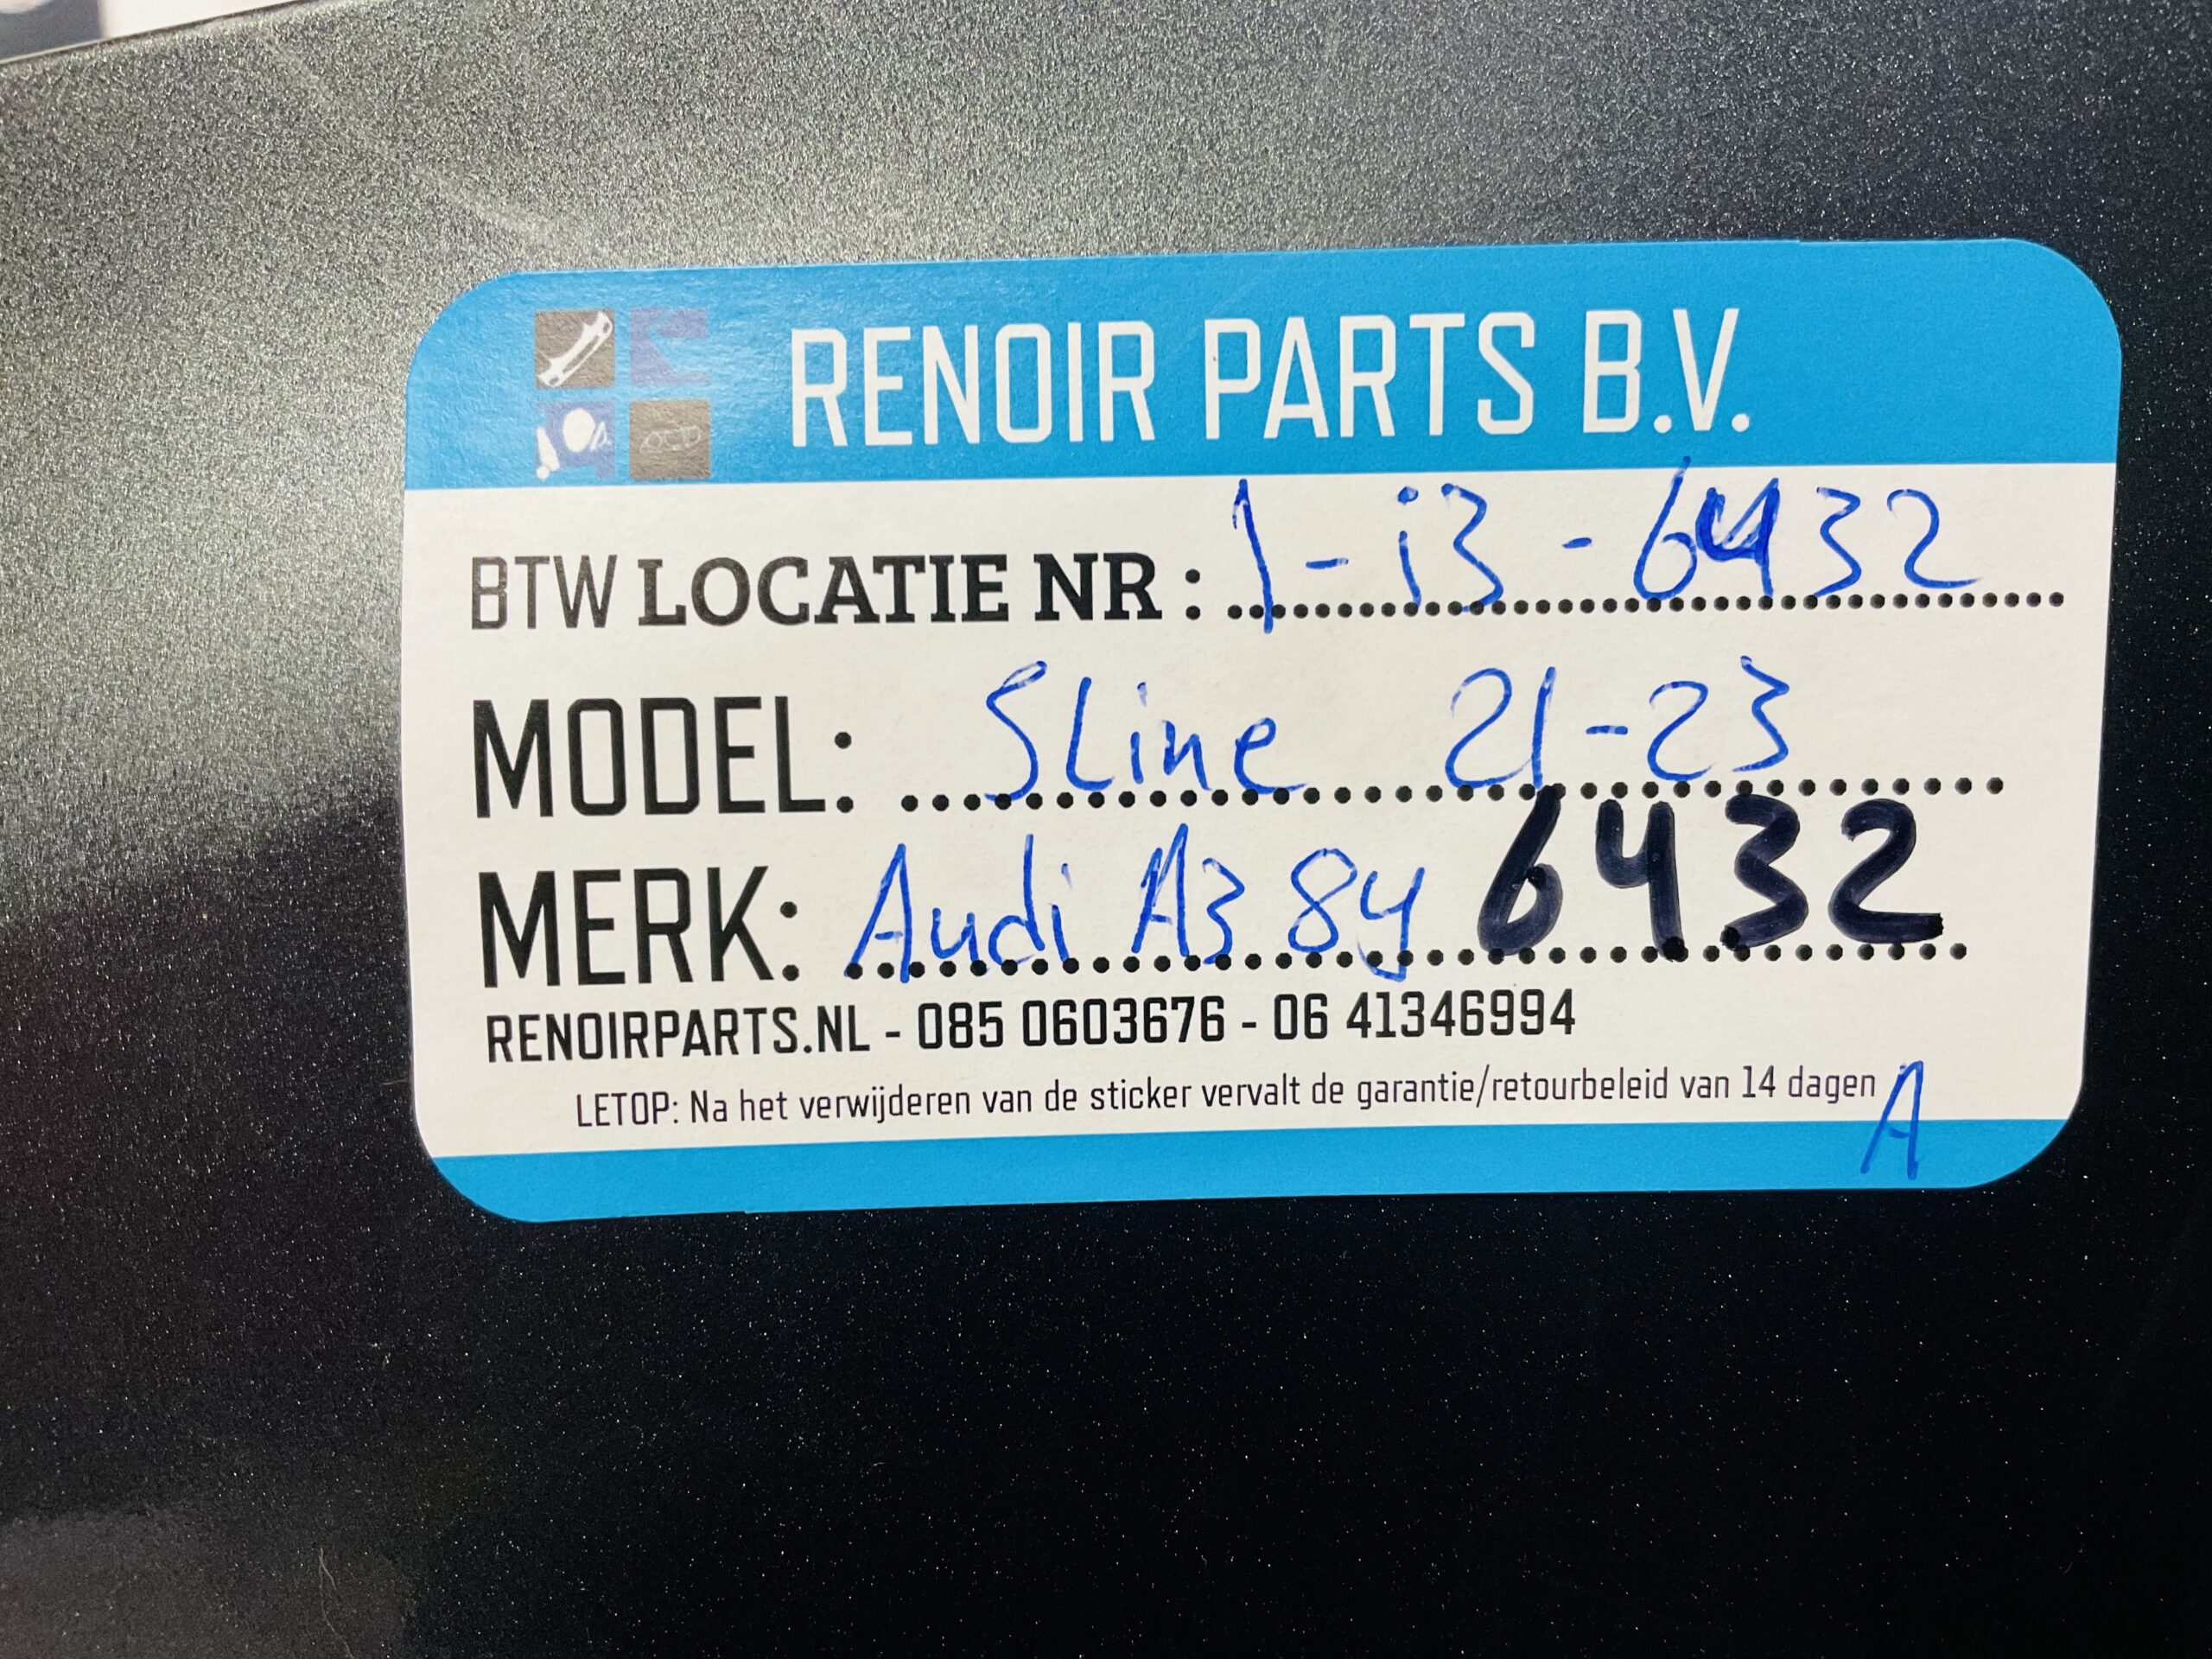 RENOIR PARTS B.V.
BTW LOCATIE NR : 1-i3-6432
MODEL: Sline 21-23
MERK: Audi A3 8y 6432
RENOIRPARTS.NL - 085 0603676 - 06 41346994
LETOP: Na het verwijderen van de sticker vervalt de garantie/retourbeleid van 14 dagen
A